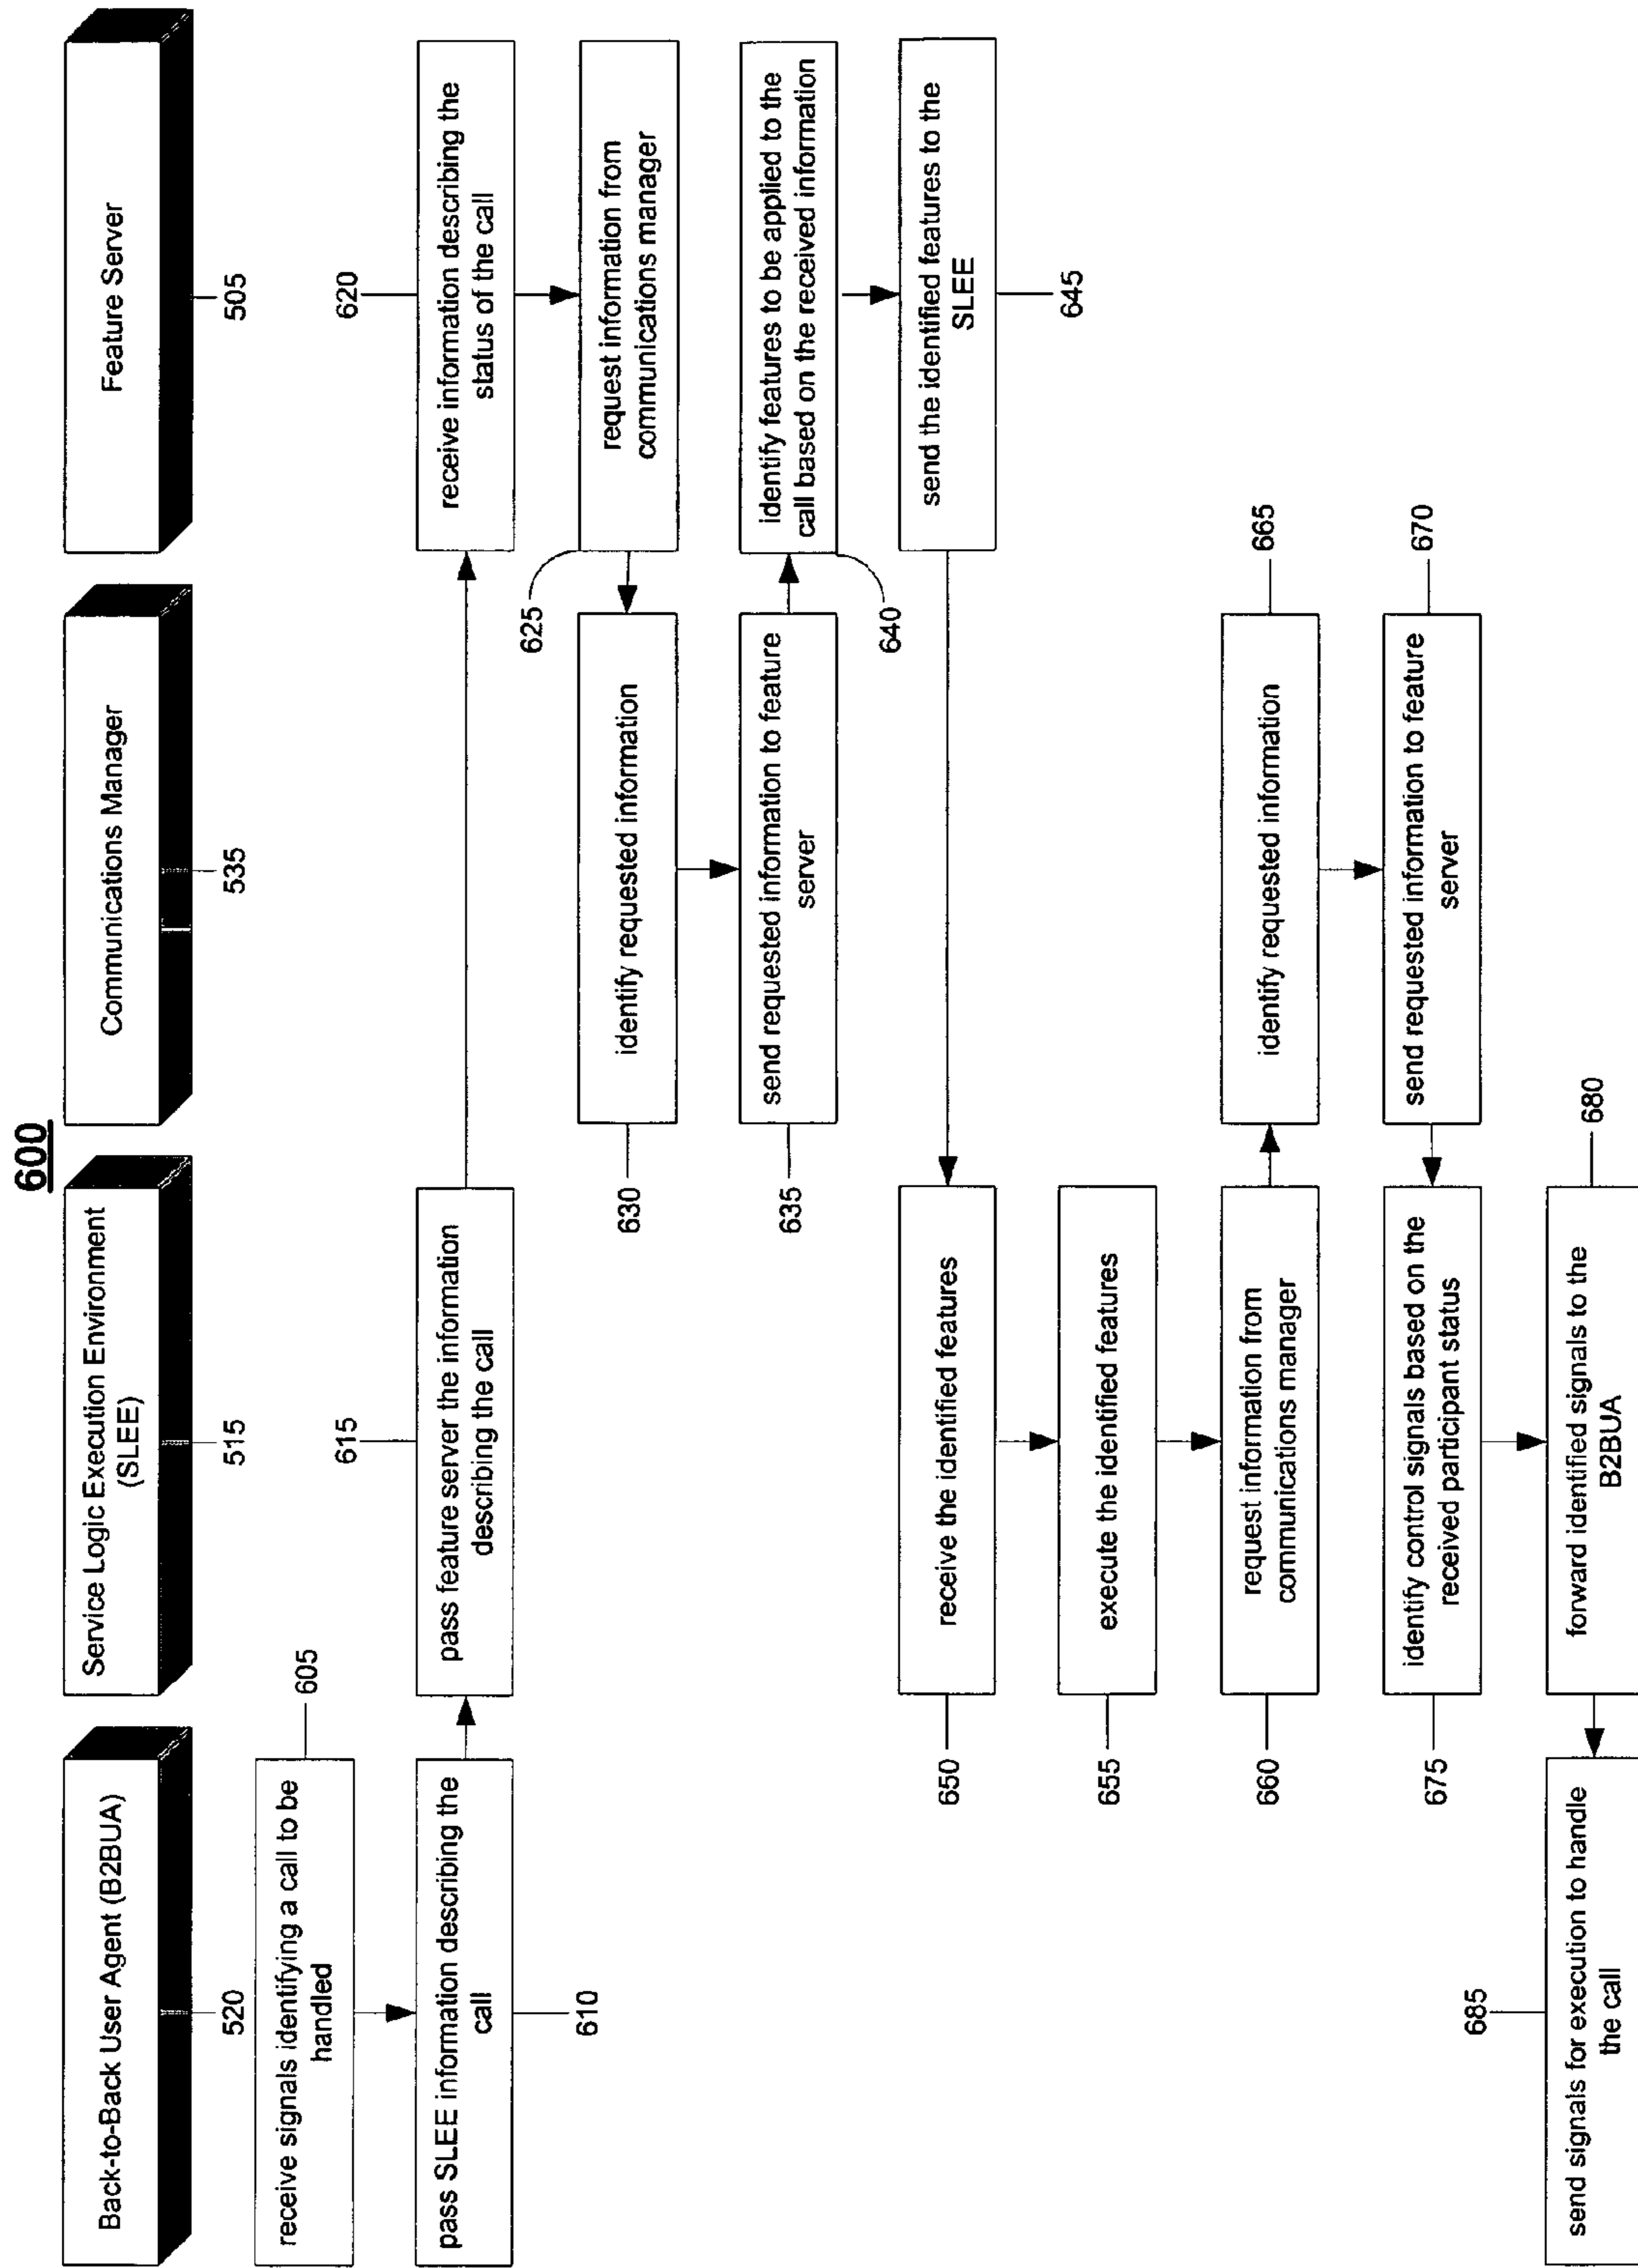 600
Back-to-Back User Agent (B2BUA)
520
Service Logic Execution Environment
(SLEE)
515
Communications Manager
535
Feature Server
505
receive signals identifying a call to be
handled
605
pass SLEE information describing the
call
610
615
pass feature server the information
describing the call
620
receive information describing the
status of the call
625
request information from
communications manager
identify requested information
630
send requested information to feature
server
635
identify features to be applied to the
call based on the received information
640
send the identified features to the
SLEE
645
receive the identified features
650
execute the identified features
655
request information from
communications manager
660
identify requested information
665
send requested information to feature
server
670
identify control signals based on the
received participant status
675
forward identified signals to the
B2BUA
680
685
send signals for execution to handle
the call